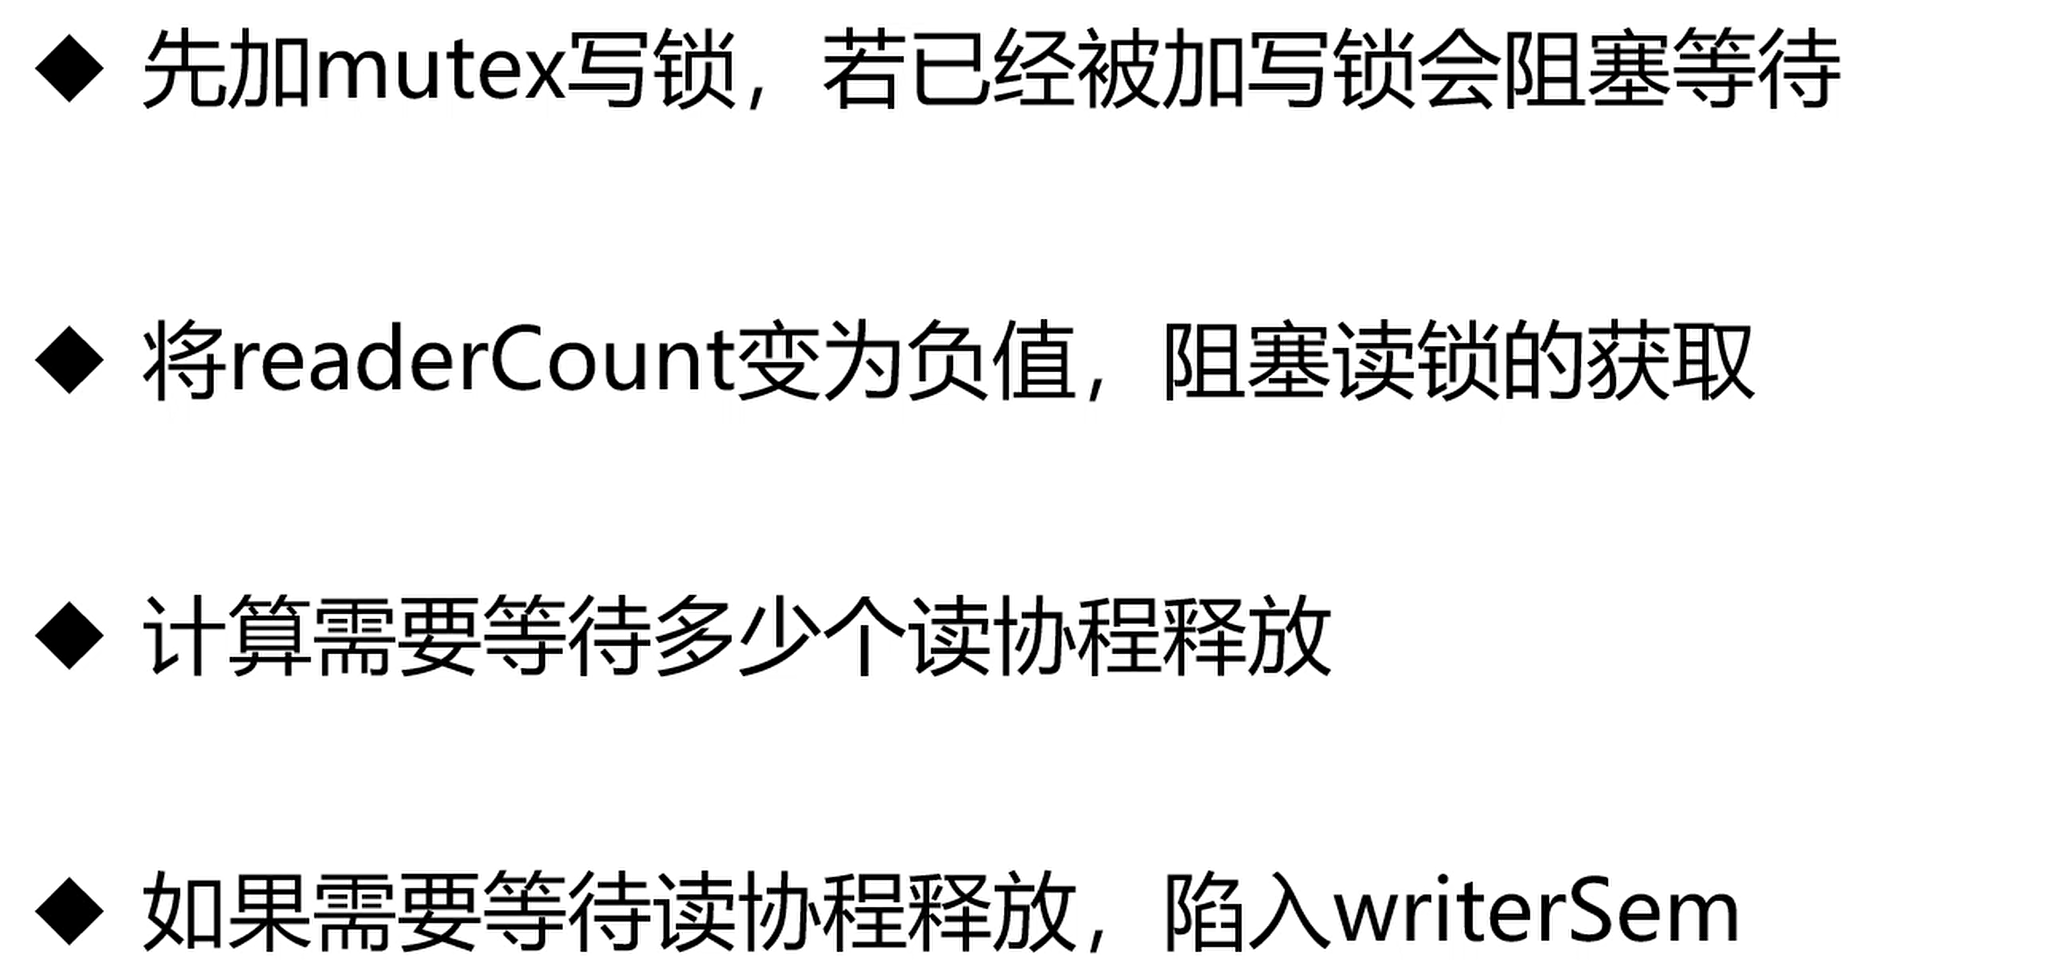 ◆ 先加mutex写锁，若已经被加写锁会阻塞等待
◆ 将readerCount变为负值，阻塞读锁的获取
◆ 计算需要等待多少个读协程释放
◆ 如果需要等待读协程释放，陷入writerSem